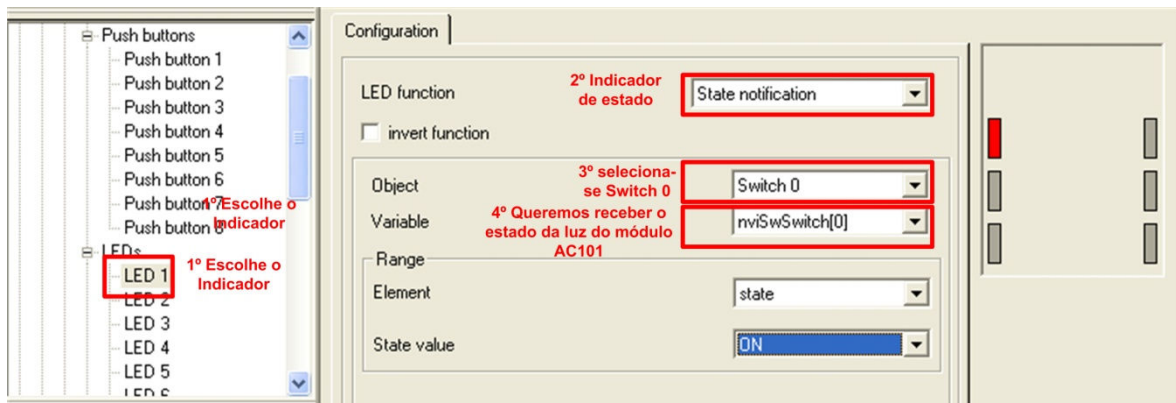 Push buttons
Push button 1
Push button 2
Push button 3
Push button 4
Push button 5
Push button 6
Push button 7
Push button 8
1º Escolhe o
Indicador
LEDs
LED 1
1º Escolhe o
Indicador
LED 2
LED 3
LED 4
LED 5
LED 6
Configuration
LED function
2º Indicador
de estado
State notification
invert function
Object
3º seleciona-
se Switch 0
Switch 0
Variable
4º Queremos receber o
estado da luz do módulo
AC101
nviSwSwitch[0]
Range
Element
state
State value
ON